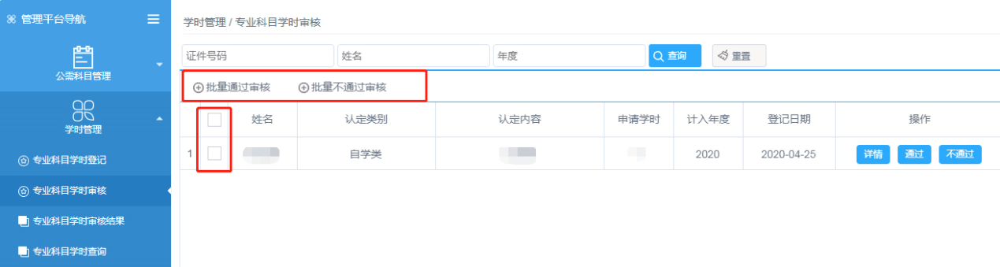 管理平台导航
学时管理 / 专业科目学时审核
证件号码 姓名 年度 查询 重置
公需科目管理
批量通过审核 批量不通过审核
姓名 认定类别 认定内容 申请学时 计入年度 登记日期 操作
学时管理
1 自学类 2020 2020-04-25 详情 通过 不通过
专业科目学时登记
专业科目学时审核
专业科目学时审核结果
专业科目学时查询